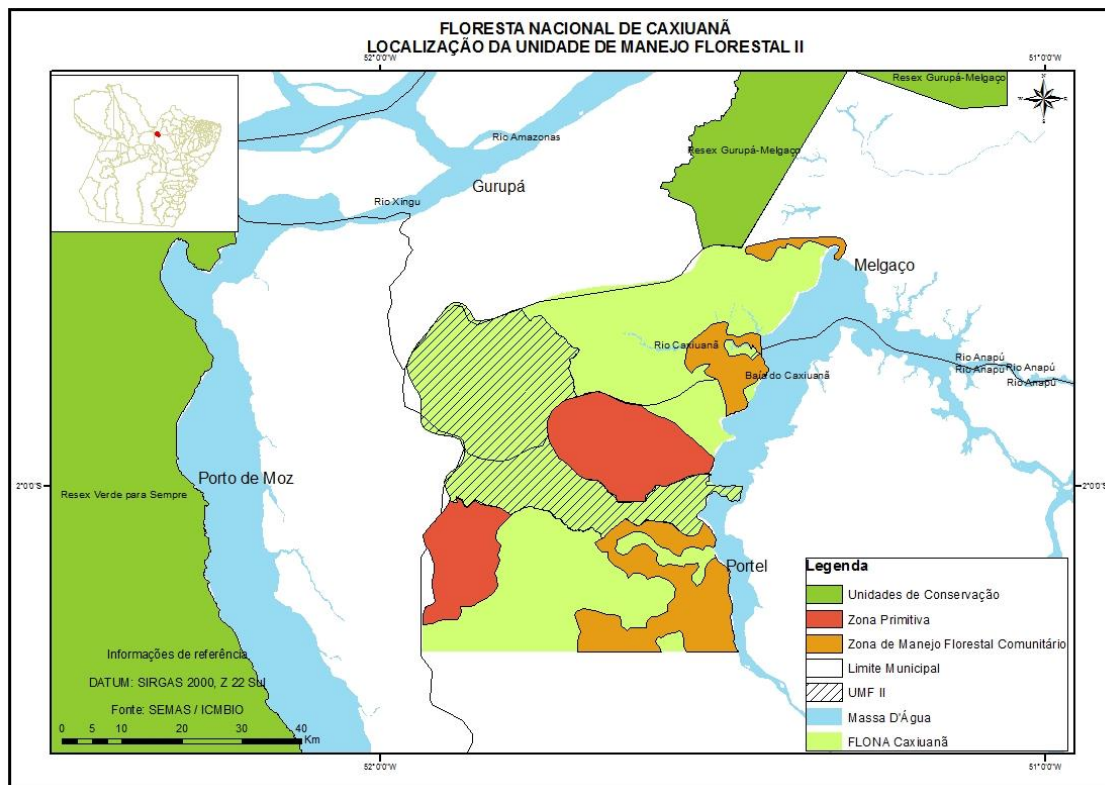 FLORESTA NACIONAL DE CAXIUANÃ
LOCALIZAÇÃO DA UNIDADE DE MANEJO FLORESTAL II
52°0'0"W
51°0'0"W
Resex Gurupá-Melgaço
Rio Amazonas
Resex Gurupá-Melgaço
Gurupá
Rio Xingu
Melgaço
Rio Caxiuanã
Rio Anapú
Rio Anapú
Rio Anapú
Rio Anapú
Baía do Caxiuanã
Porto de Moz
2°0'0"S
2°0'0"S
Resex Verde para Sempre
Portel
Legenda
Unidades de Conservação
Zona Primitiva
Zona de Manejo Florestal Comunitário
Limite Municipal
UMF II
Massa D'Água
FLONA Caxiuanã
Informações de referência
DATUM: SIRGAS 2000, Z 22 Sul
Fonte: SEMAS / ICMBIO
0 5 10 20 30 40
Km
52°0'0"W
51°0'0"W